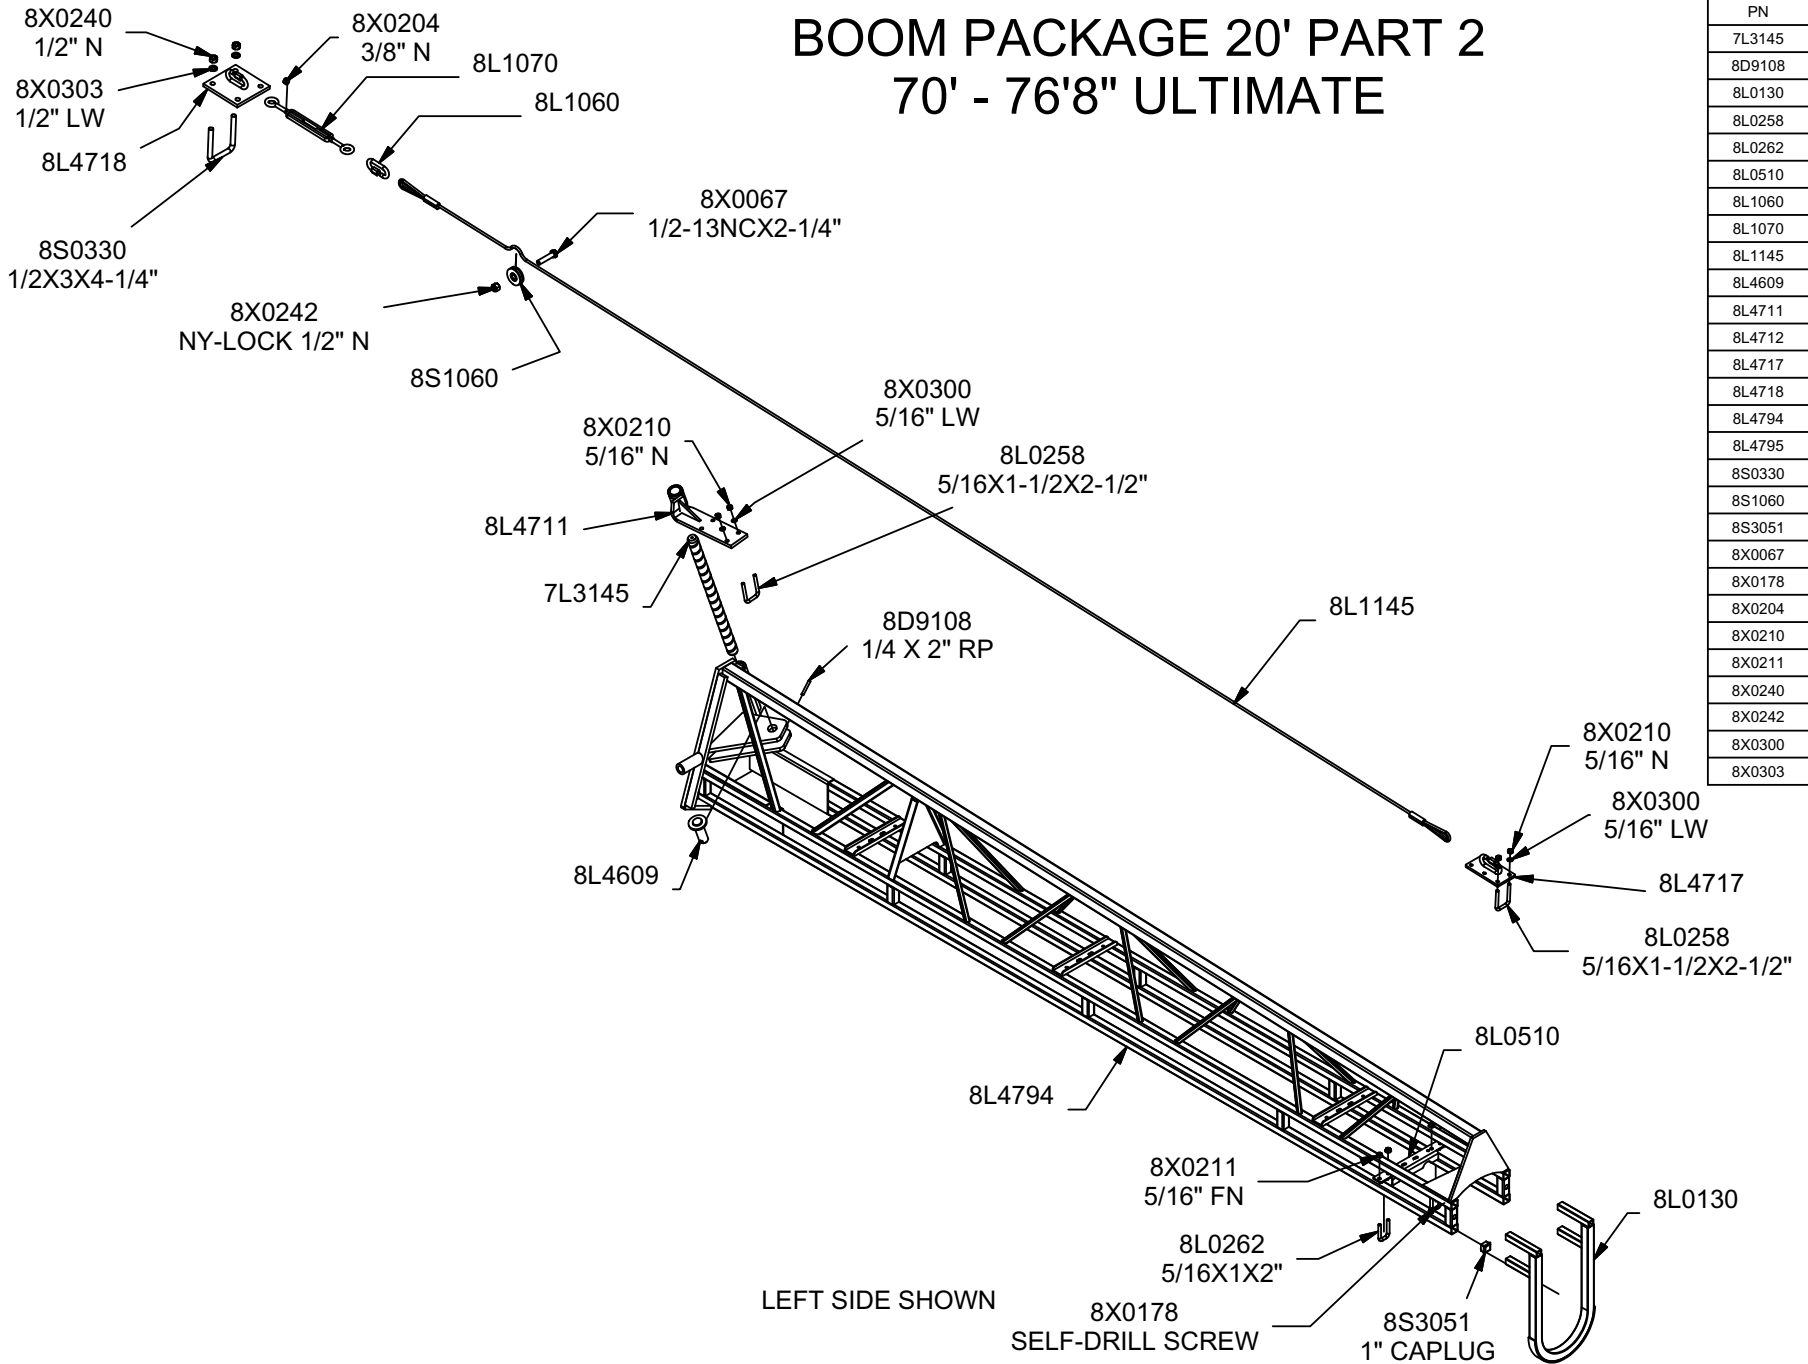 BOOM PACKAGE 20' PART 2
70' - 76'8" ULTIMATE
8X0240
1/2" N
8X0204
3/8" N
8L1070
8X0303
1/2" LW
8L1060
8L4718
8X0067
1/2-13NCX2-1/4"
8S0330
1/2X3X4-1/4"
8X0242
NY-LOCK 1/2" N
8S1060
8X0300
5/16" LW
8X0210
5/16" N
8L0258
5/16X1-1/2X2-1/2"
8L4711
7L3145
8D9108
1/4 X 2" RP
8L1145
8X0210
5/16" N
8X0300
5/16" LW
8L4609
8L4717
8L0258
5/16X1-1/2X2-1/2"
8L0510
8L4794
8X0211
5/16" FN
8L0130
8L0262
5/16X1X2"
LEFT SIDE SHOWN
8X0178
SELF-DRILL SCREW
8S3051
1" CAPLUG
PN
7L3145
8D9108
8L0130
8L0258
8L0262
8L0510
8L1060
8L1070
8L1145
8L4609
8L4711
8L4712
8L4717
8L4718
8L4794
8L4795
8S0330
8S1060
8S3051
8X0067
8X0178
8X0204
8X0210
8X0211
8X0240
8X0242
8X0300
8X0303